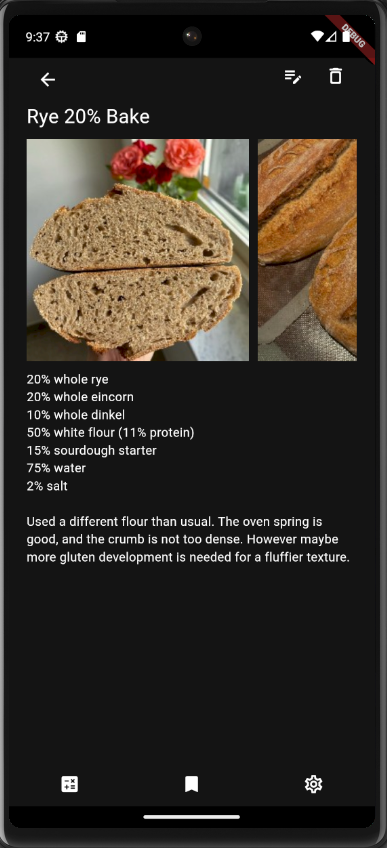 9:37
DEBUG
Rye 20% Bake
20% whole rye
20% whole eincorn
10% whole dinkel
50% white flour (11% protein)
15% sourdough starter
75% water
2% salt
Used a different flour than usual. The oven spring is
good, and the crumb is not too dense. However maybe
more gluten development is needed for a fluffier texture.